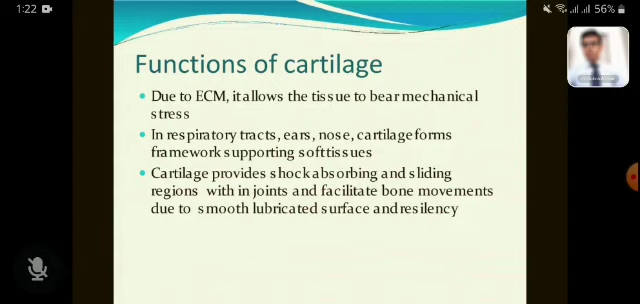 1:22
56%
Functions of cartilage
• Due to ECM, it allows the tissue to bear mechanical
stress
• In respiratory tracts, ears, nose, cartilage forms
framework supporting soft tissues
• Cartilage provides shock absorbing and sliding
regions with in joints and facilitate bone movements
due to smooth lubricated surface and resilency